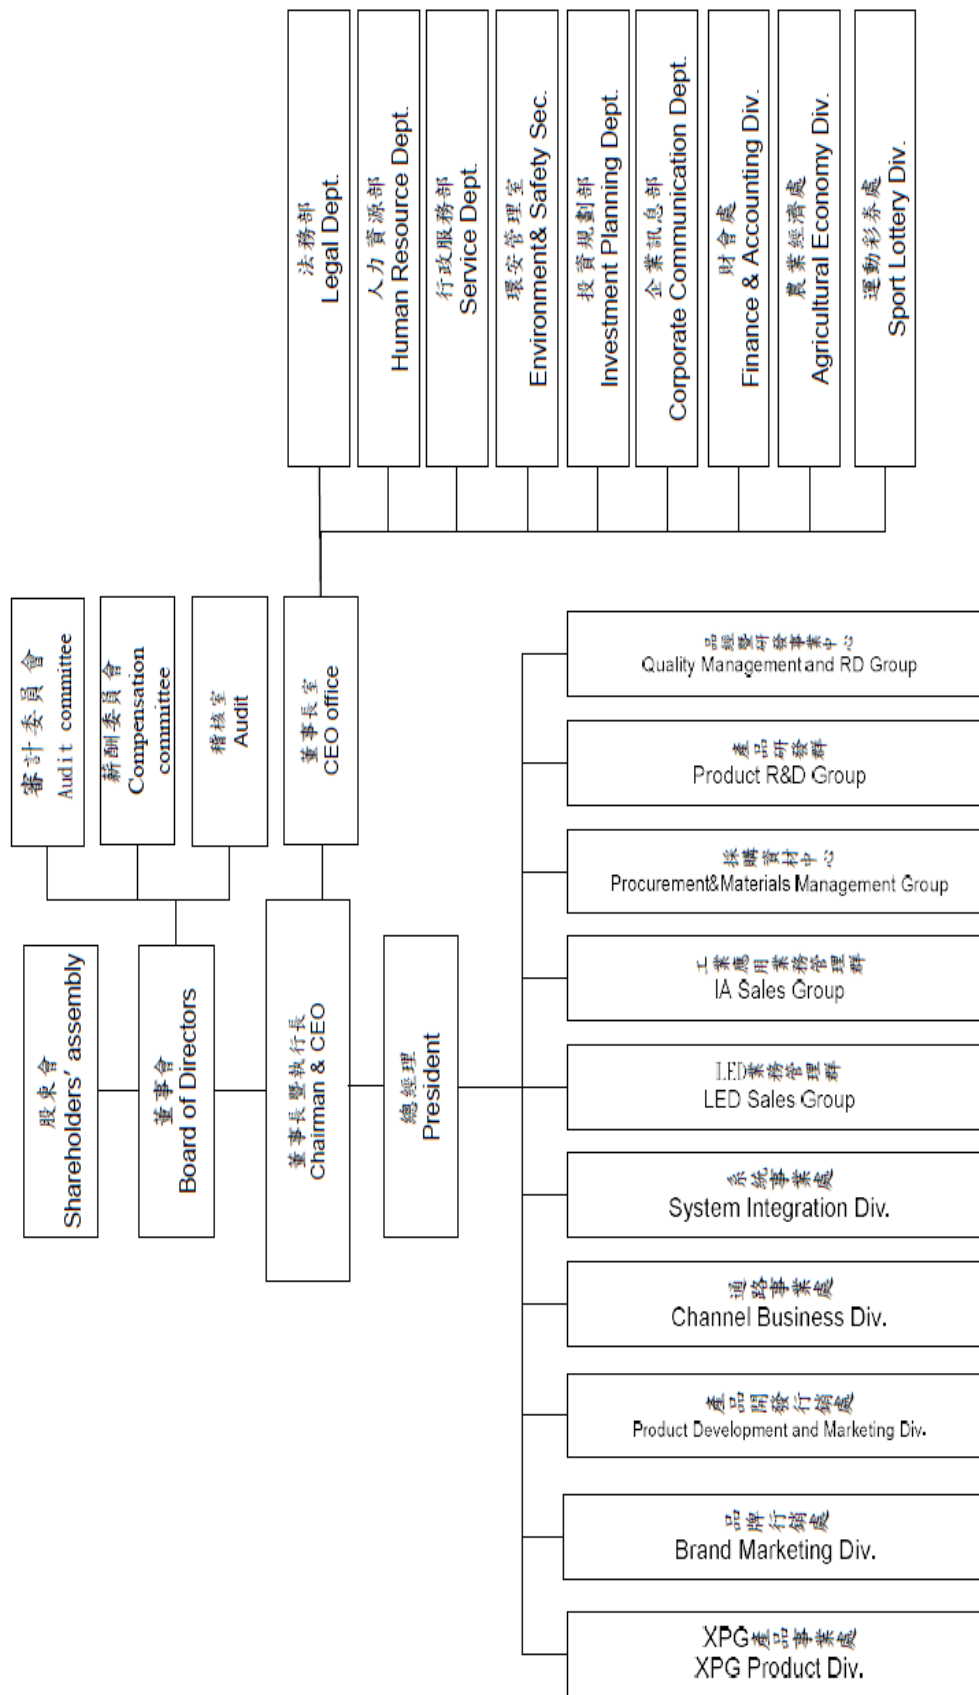 股東會
Shareholders' assembly
董事會
Board of Directors
董事長暨執行長
Chairman & CEO
總經理
President
審計委員會
Audit committee
薪酬委員會
Compensation
committee
稽核室
Audit
董事長室
CEO office
法務部
Legal Dept.
人力資源部
Human Resource Dept.
行政服務部
Service Dept.
環安管理室
Environment& Safety Sec.
投資規劃部
Investment Planning Dept.
企業訊息部
Corporate Communication Dept.
財會處
Finance & Accounting Div.
農業經濟處
Agricultural Economy Div.
運動彩券處
Sport Lottery Div.
XPG產品事業處
XPG Product Div.
品牌行銷處
Brand Marketing Div.
產品開發行銷處
Product Development and Marketing Div.
通路事業處
Channel Business Div.
系統事業處
System Integration Div.
LED業務管理群
LED Sales Group
工業應用業務管理群
IA Sales Group
採購資材中心
Procurement&Materials Management Group
產品研發群
Product R&D Group
品經暨研發事業中心
Quality Management and RD Group